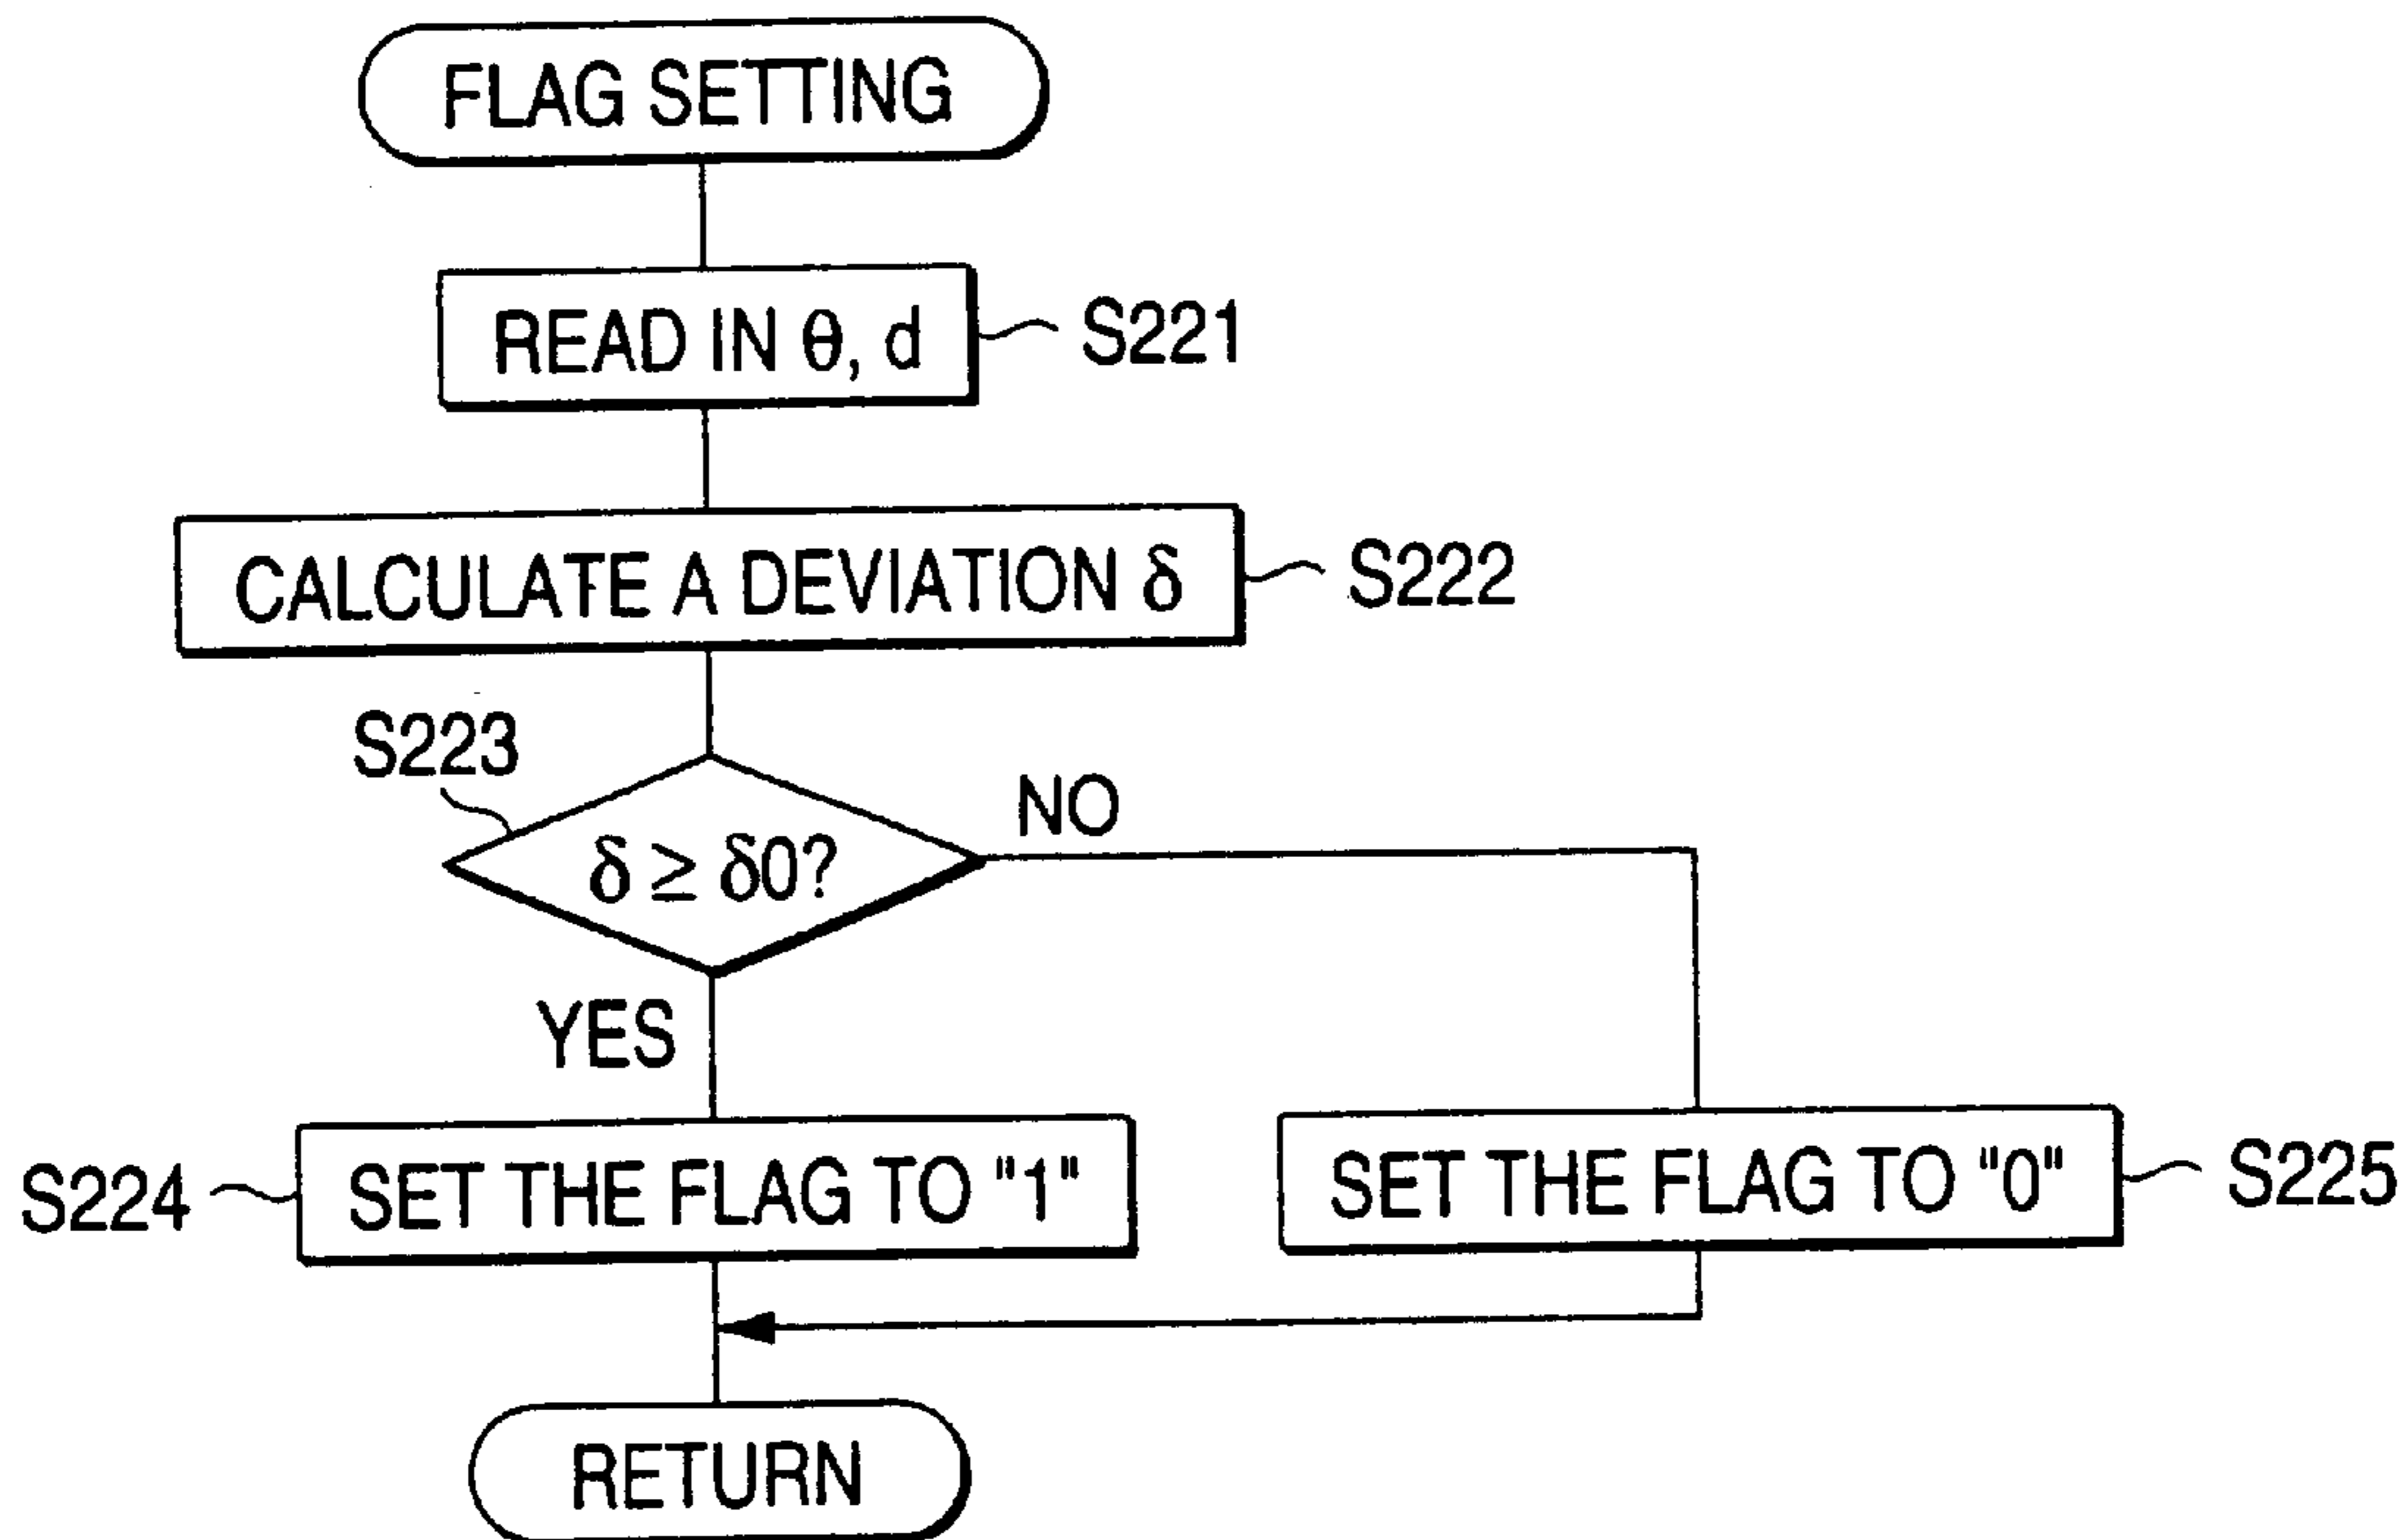 FLAG SETTING
READ IN θ, d
S221
CALCULATE A DEVIATION δ
S222
S223
δ ≥ δ0?
NO
YES
S224
SET THE FLAG TO "1"
SET THE FLAG TO "0"
S225
RETURN